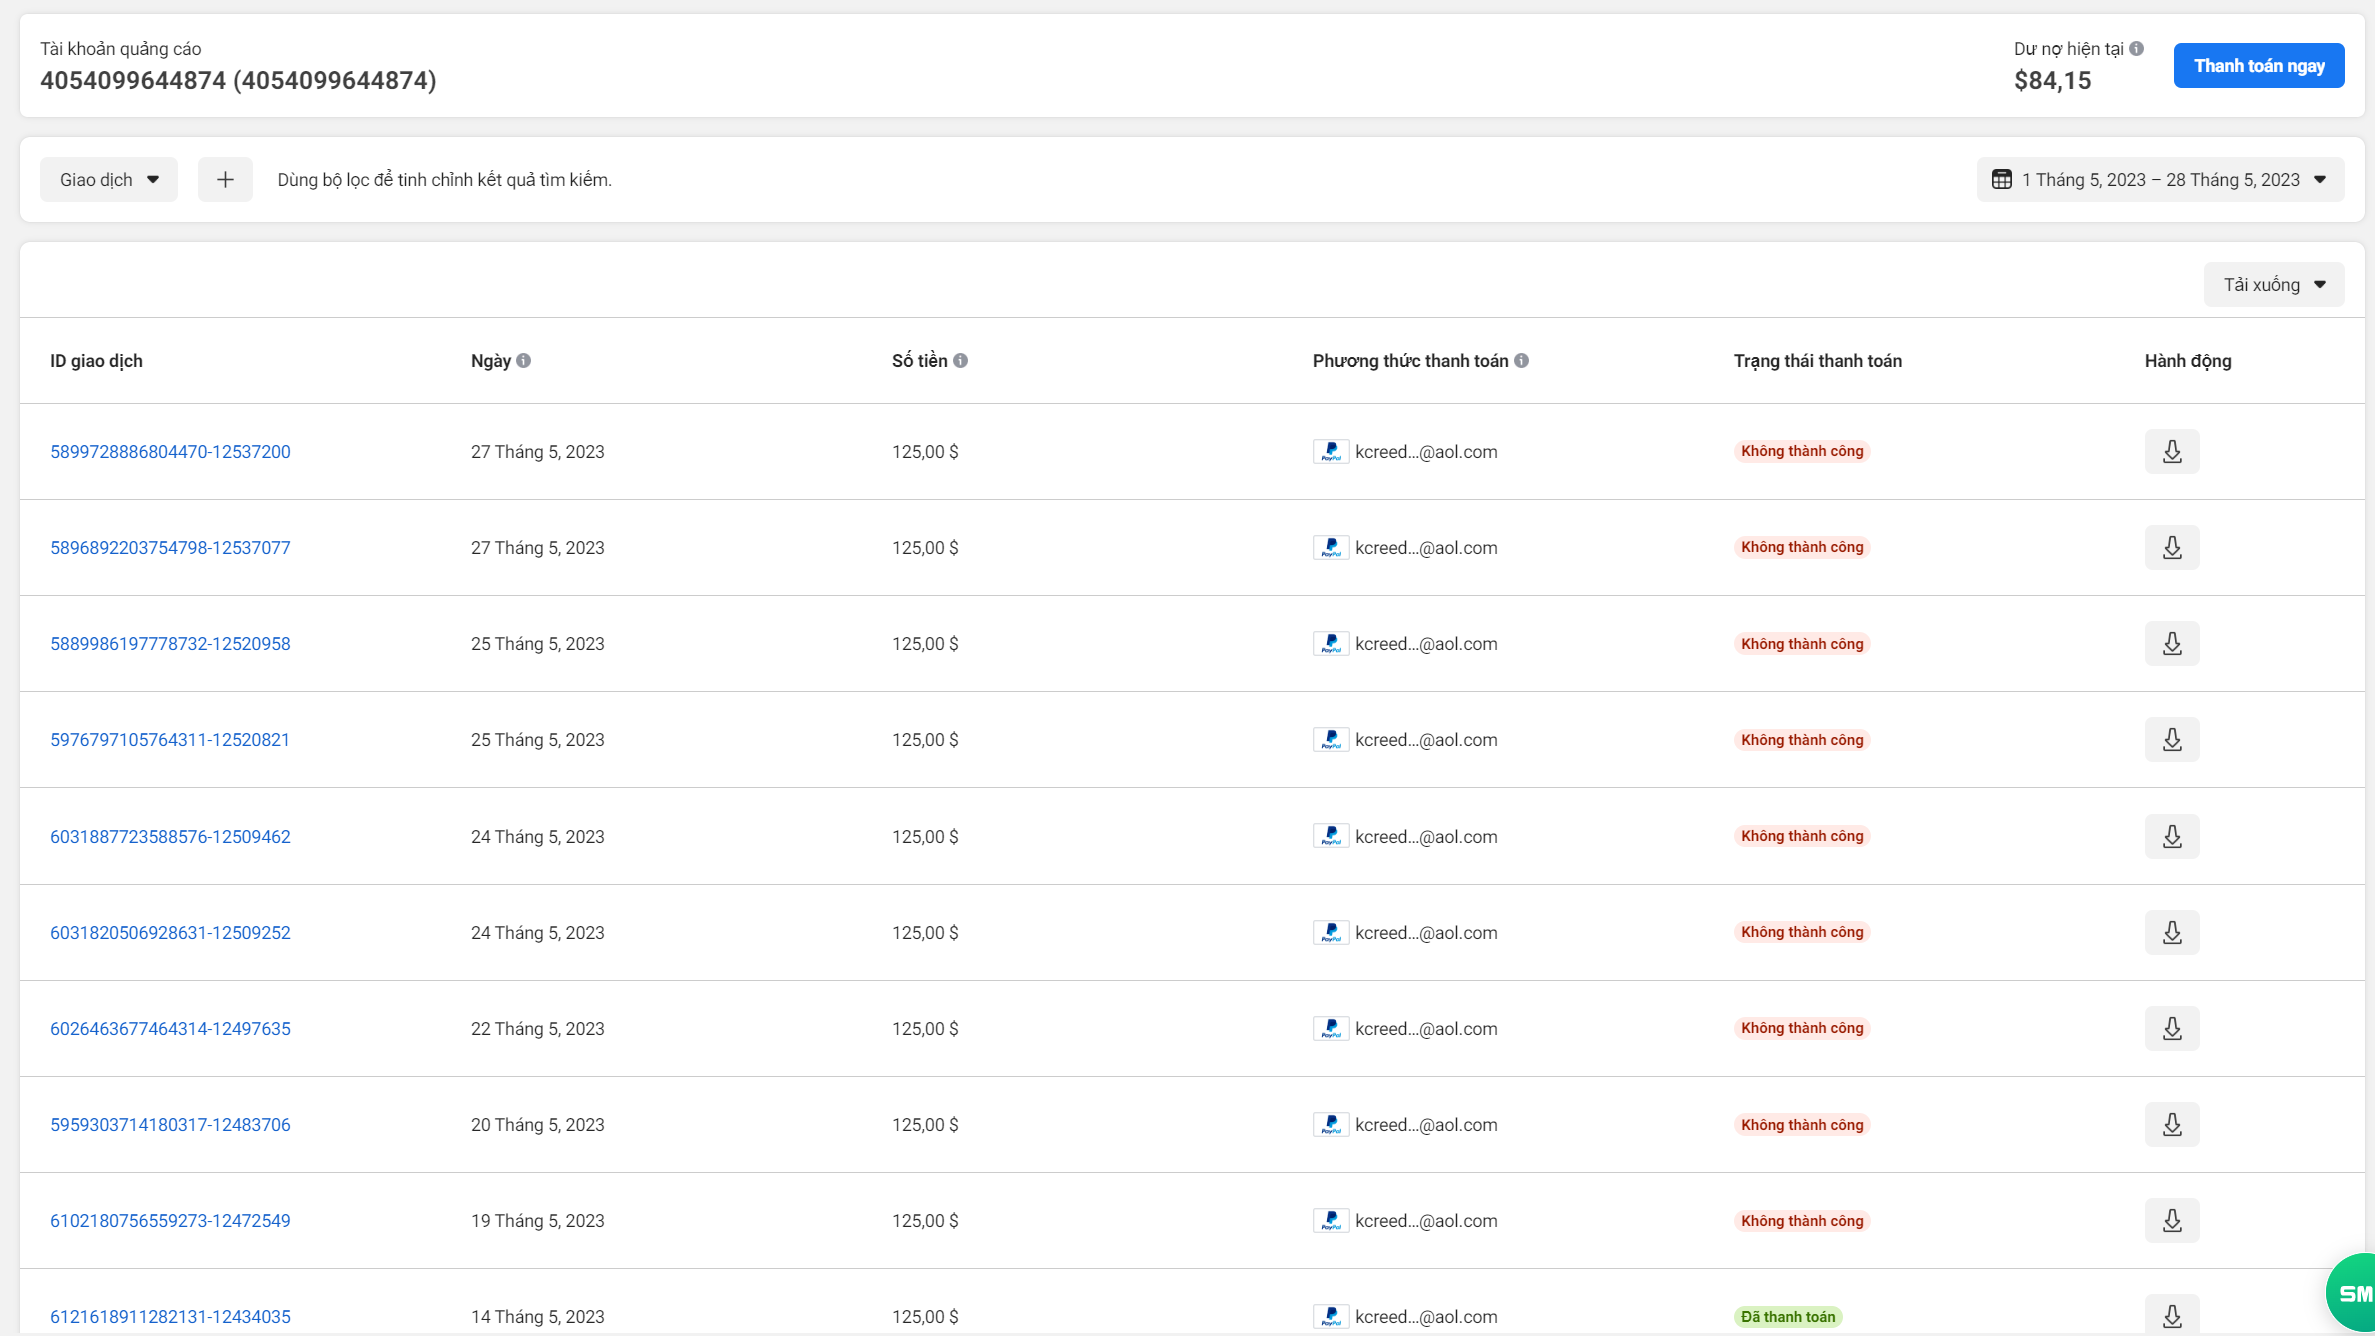 Tài khoản quảng cáo
4054099644874 (4054099644874)
Dư nợ hiện tại
$84,15
Thanh toán ngay
Giao dịch
Dùng bộ lọc để tinh chỉnh kết quả tìm kiếm.
1 Tháng 5, 2023 – 28 Tháng 5, 2023
Tải xuống
ID giao dịch Ngày Số tiền Phương thức thanh toán Trạng thái thanh toán Hành động
5899728886804470-12537200 27 Tháng 5, 2023 125,00 $ PayPal kcreed...@aol.com Không thành công
5896892203754798-12537077 27 Tháng 5, 2023 125,00 $ PayPal kcreed...@aol.com Không thành công
5889986197778732-12520958 25 Tháng 5, 2023 125,00 $ PayPal kcreed...@aol.com Không thành công
5976797105764311-12520821 25 Tháng 5, 2023 125,00 $ PayPal kcreed...@aol.com Không thành công
6031887723588576-12509462 24 Tháng 5, 2023 125,00 $ PayPal kcreed...@aol.com Không thành công
6031820506928631-12509252 24 Tháng 5, 2023 125,00 $ PayPal kcreed...@aol.com Không thành công
6026463677464314-12497635 22 Tháng 5, 2023 125,00 $ PayPal kcreed...@aol.com Không thành công
5959303714180317-12483706 20 Tháng 5, 2023 125,00 $ PayPal kcreed...@aol.com Không thành công
6102180756559273-12472549 19 Tháng 5, 2023 125,00 $ PayPal kcreed...@aol.com Không thành công
6121618911282131-12434035 14 Tháng 5, 2023 125,00 $ PayPal kcreed...@aol.com Đã thanh toán
SM